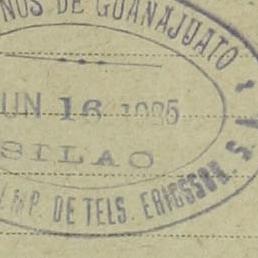 NOS DE GUANAJUATO Y
UN 16
SILAO
EMP. DE TELS. ERICSSON S.